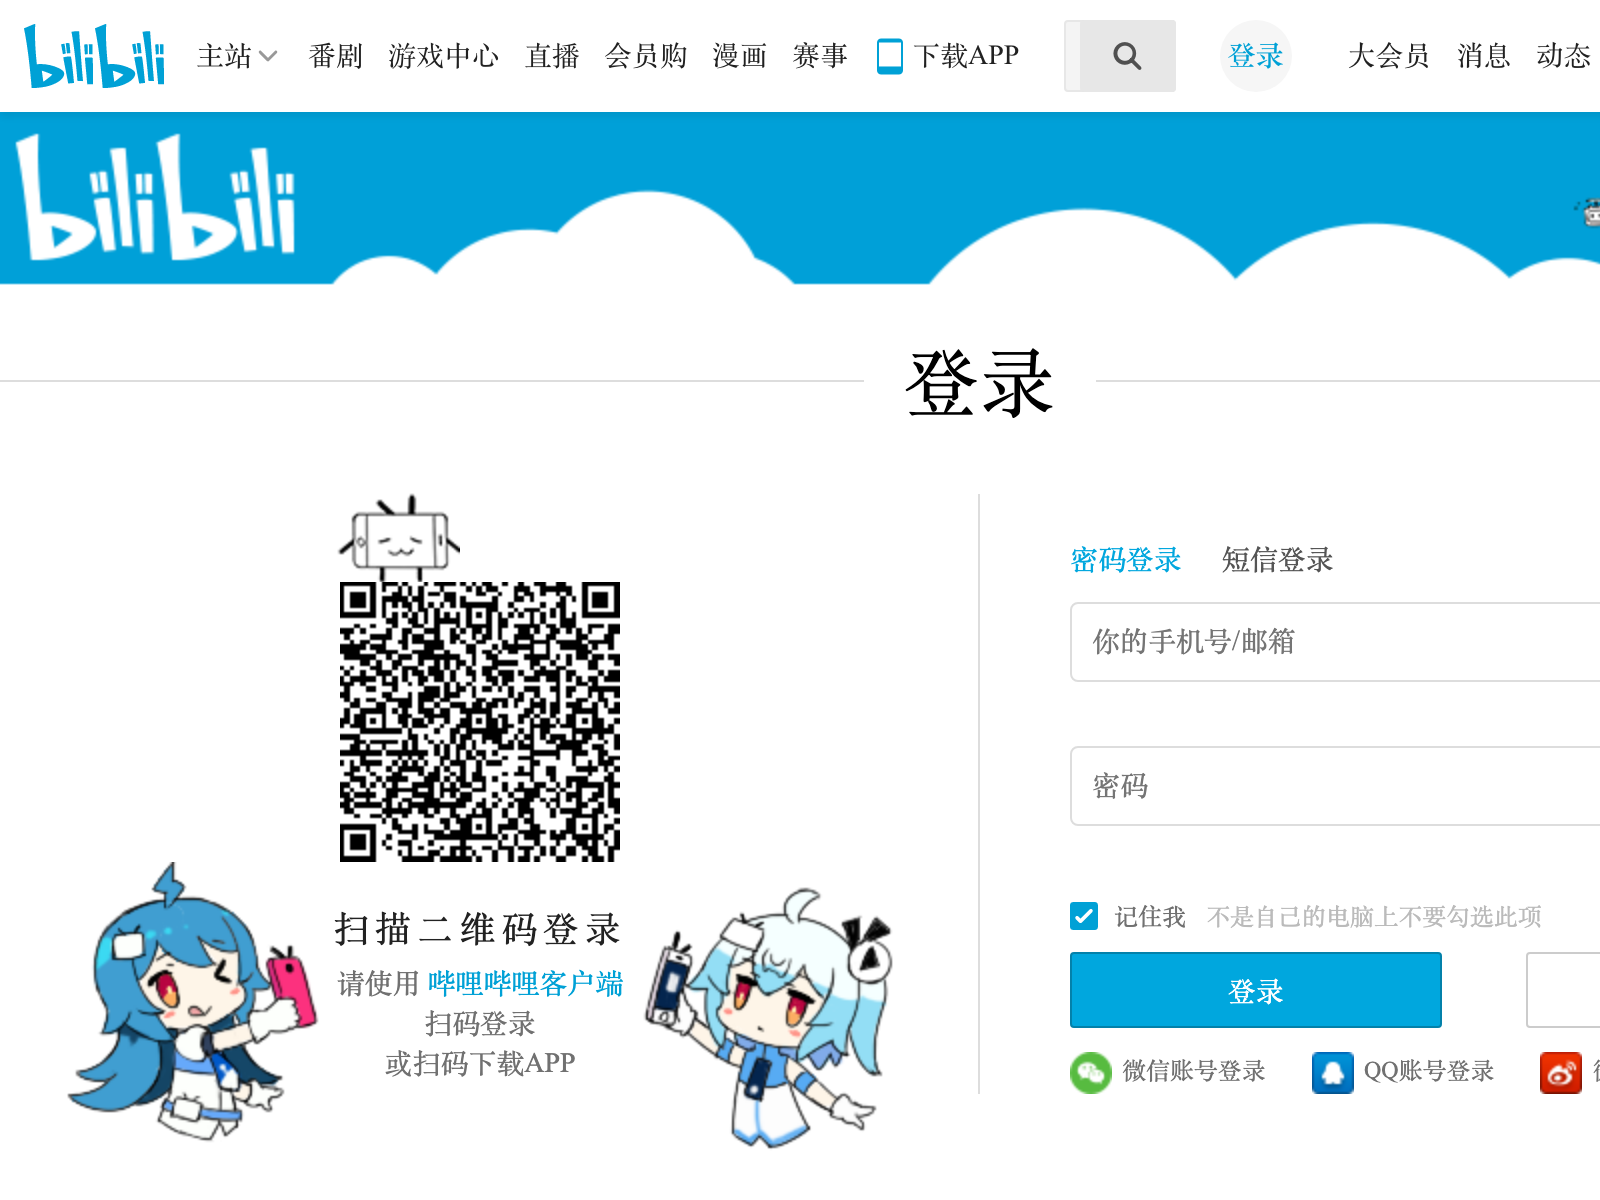 bilibili 主站 番剧 游戏中心 直播 会员购 漫画 赛事 下载APP 登录 大会员 消息 动态
bilibili
登录
密码登录 短信登录
你的手机号/邮箱
密码
记住我 不是自己的电脑上不要勾选此项
登录
微信账号登录 QQ账号登录
扫描二维码登录
请使用 哔哩哔哩客户端
扫码登录
或扫码下载APP